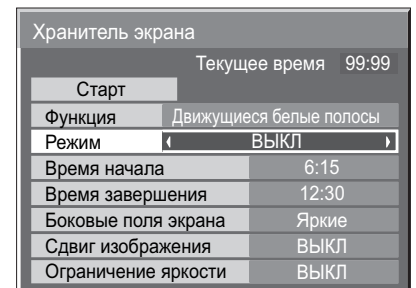 Хранитель экрана
Текущее время 99:99
Старт
Функция Движущиеся белые полосы
Режим ВЫКЛ
Время начала 6:15
Время завершения 12:30
Боковые поля экрана Яркие
Сдвиг изображения ВЫКЛ
Ограничение яркости ВЫКЛ